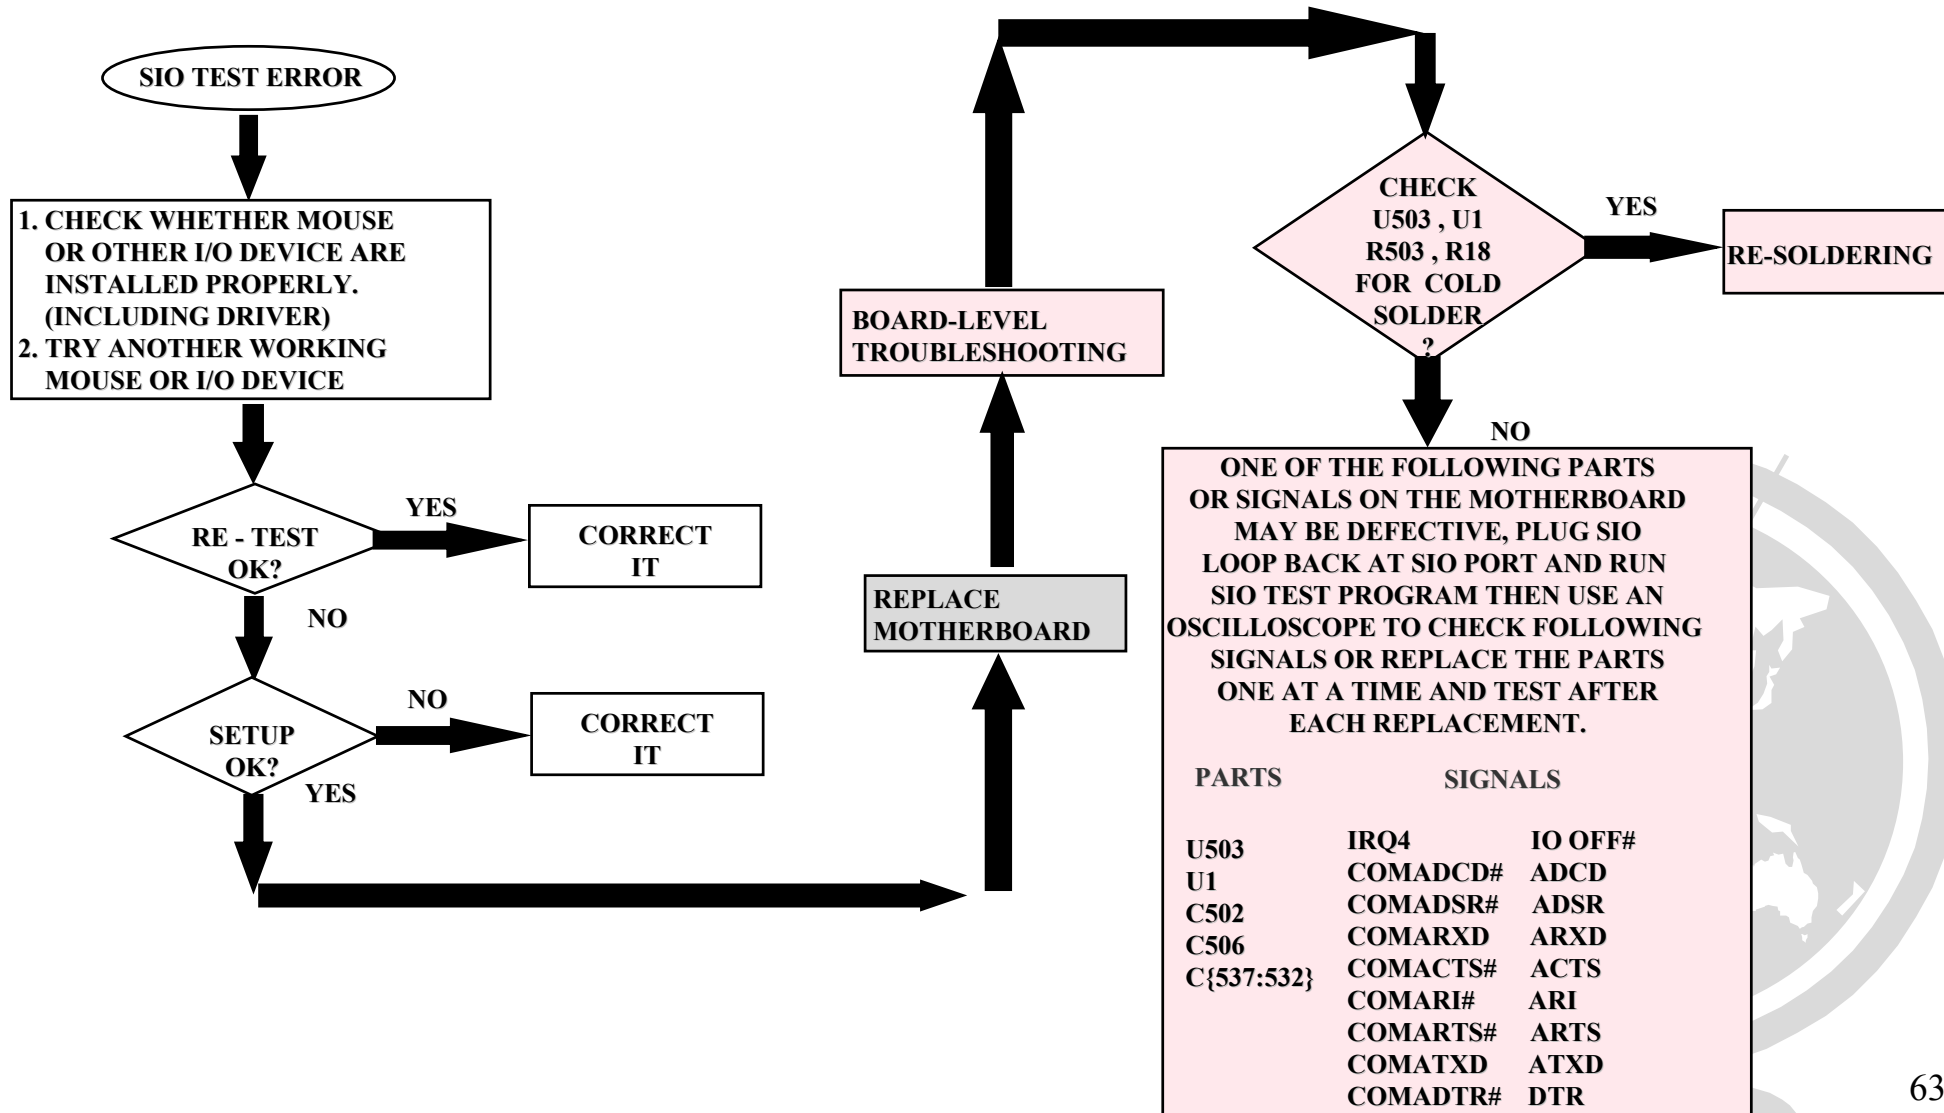 SIO TEST ERROR
1. CHECK WHETHER MOUSE
OR OTHER I/O DEVICE ARE
INSTALLED PROPERLY.
(INCLUDING DRIVER)
2. TRY ANOTHER WORKING
MOUSE OR I/O DEVICE
RE - TEST
OK?
YES
CORRECT
IT
NO
SETUP
OK?
NO
CORRECT
IT
YES
REPLACE
MOTHERBOARD
BOARD-LEVEL
TROUBLESHOOTING
CHECK
U503 , U1
R503 , R18
FOR COLD
SOLDER
?
YES
RE-SOLDERING
NO
ONE OF THE FOLLOWING PARTS
OR SIGNALS ON THE MOTHERBOARD
MAY BE DEFECTIVE, PLUG SIO
LOOP BACK AT SIO PORT AND RUN
SIO TEST PROGRAM THEN USE AN
OSCILLOSCOPE TO CHECK FOLLOWING
SIGNALS OR REPLACE THE PARTS
ONE AT A TIME AND TEST AFTER
EACH REPLACEMENT.
PARTS
U503
U1
C502
C506
C{537:532}
SIGNALS
IRQ4 IO OFF#
COMADCD# ADCD
COMADSR# ADSR
COMARXD ARXD
COMACTS# ACTS
COMARI# ARI
COMARTS# ARTS
COMATXD ATXD
COMADTR# DTR
63